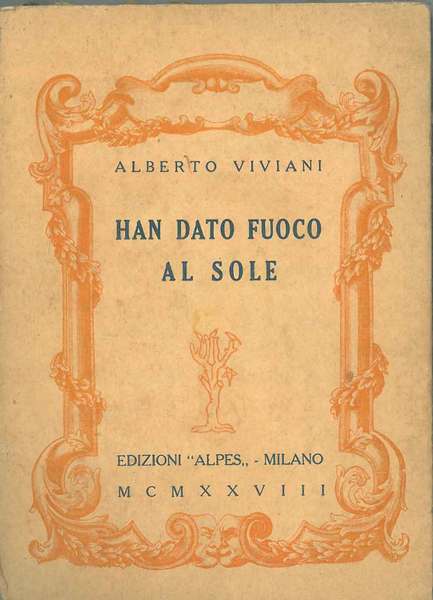 ALBERTO VIVIANI
HAN DATO FUOCO
AL SOLE
EDIZIONI "ALPES„ - MILANO
MCMXXVIII